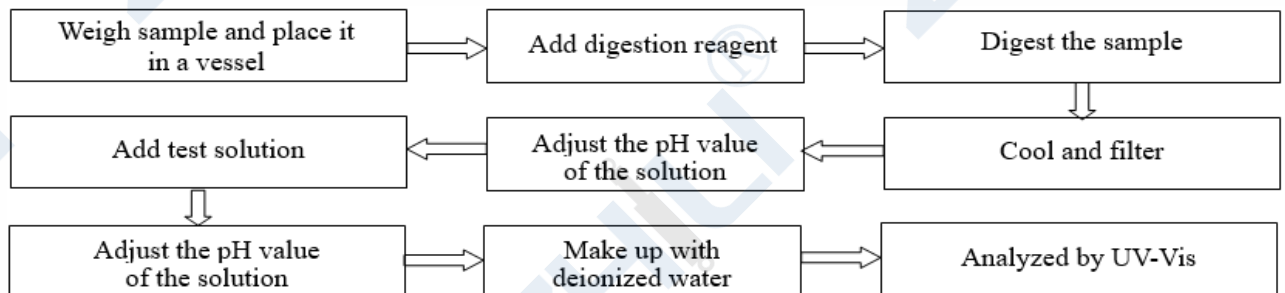 Weigh sample and place it
in a vessel
Add digestion reagent
Digest the sample
Add test solution
Adjust the pH value
of the solution
Cool and filter
Adjust the pH value
of the solution
Make up with
deionized water
Analyzed by UV-Vis